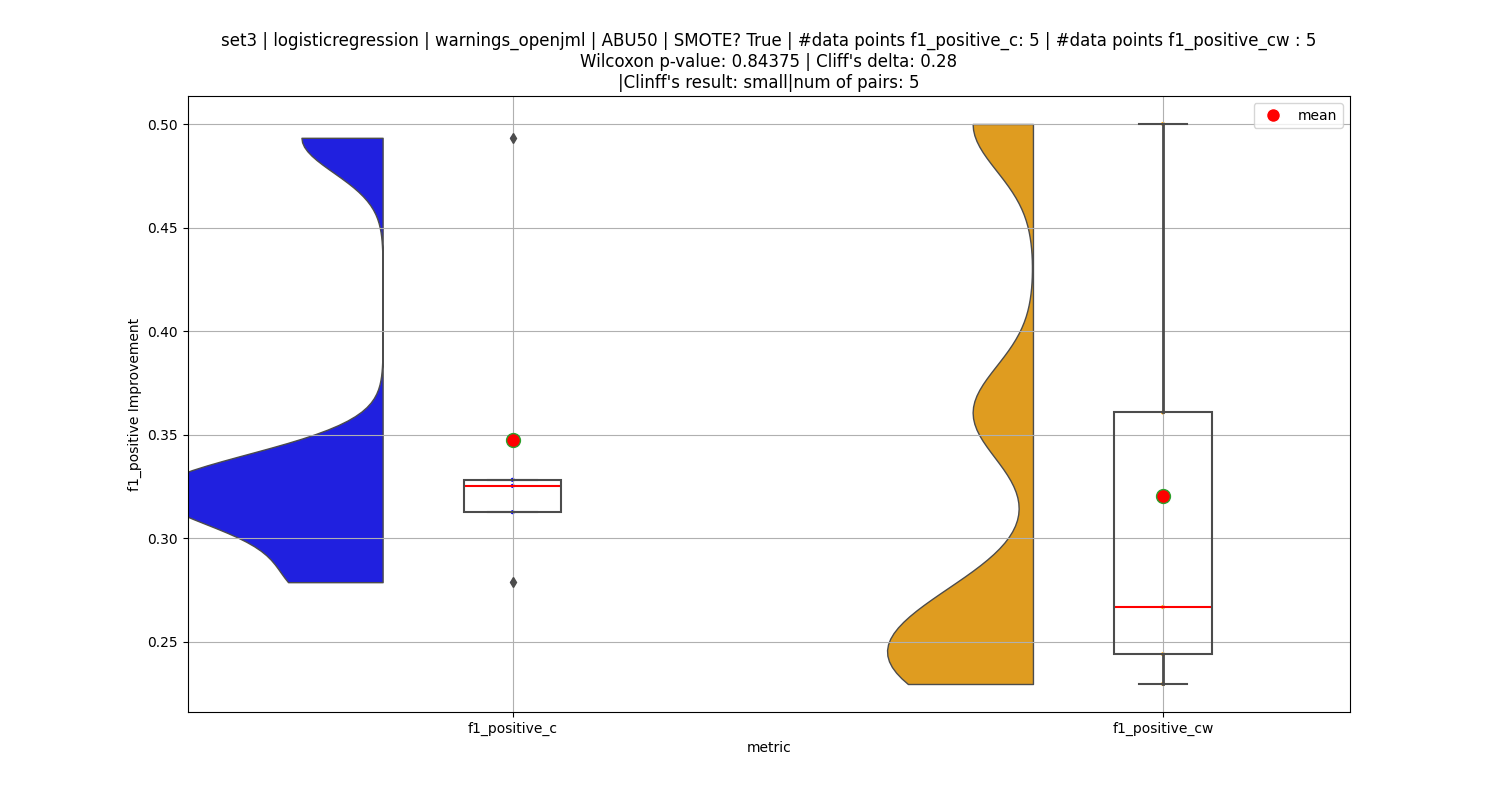 set3 | logisticregression | warnings_openjml | ABU50 | SMOTE? True | #data points f1_positive_c: 5 | #data points f1_positive_cw : 5
Wilcoxon p-value: 0.84375 | Cliff's delta: 0.28
|Clinff's result: small|num of pairs: 5
mean
0.50
0.45
0.40
0.35
0.30
0.25
f1_positive Improvement
f1_positive_c
f1_positive_cw
metric